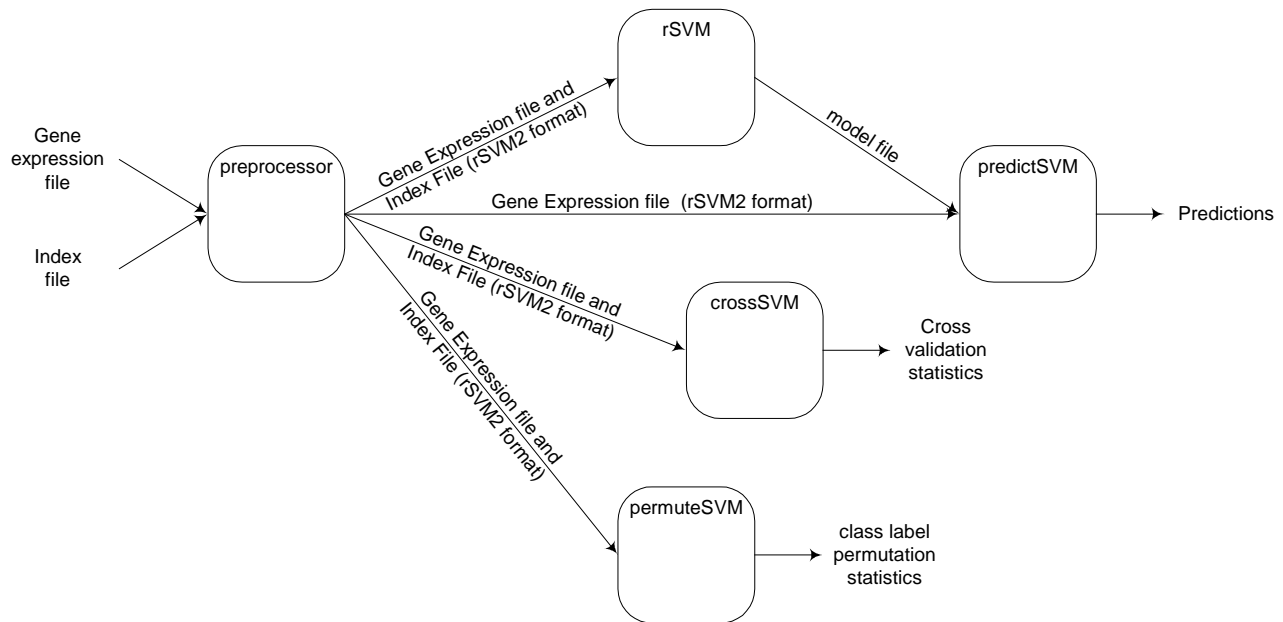 Gene
expression
file
Index
file
preprocessor
Gene Expression file and
Index File (rSVM2 format)
rSVM
model file
Gene Expression file (rSVM2 format)
predictSVM
Predictions
Gene Expression file and
Index File (rSVM2 format)
crossSVM
Cross
validation
statistics
Gene Expression file and
Index File (rSVM2 format)
permuteSVM
class label
permutation
statistics